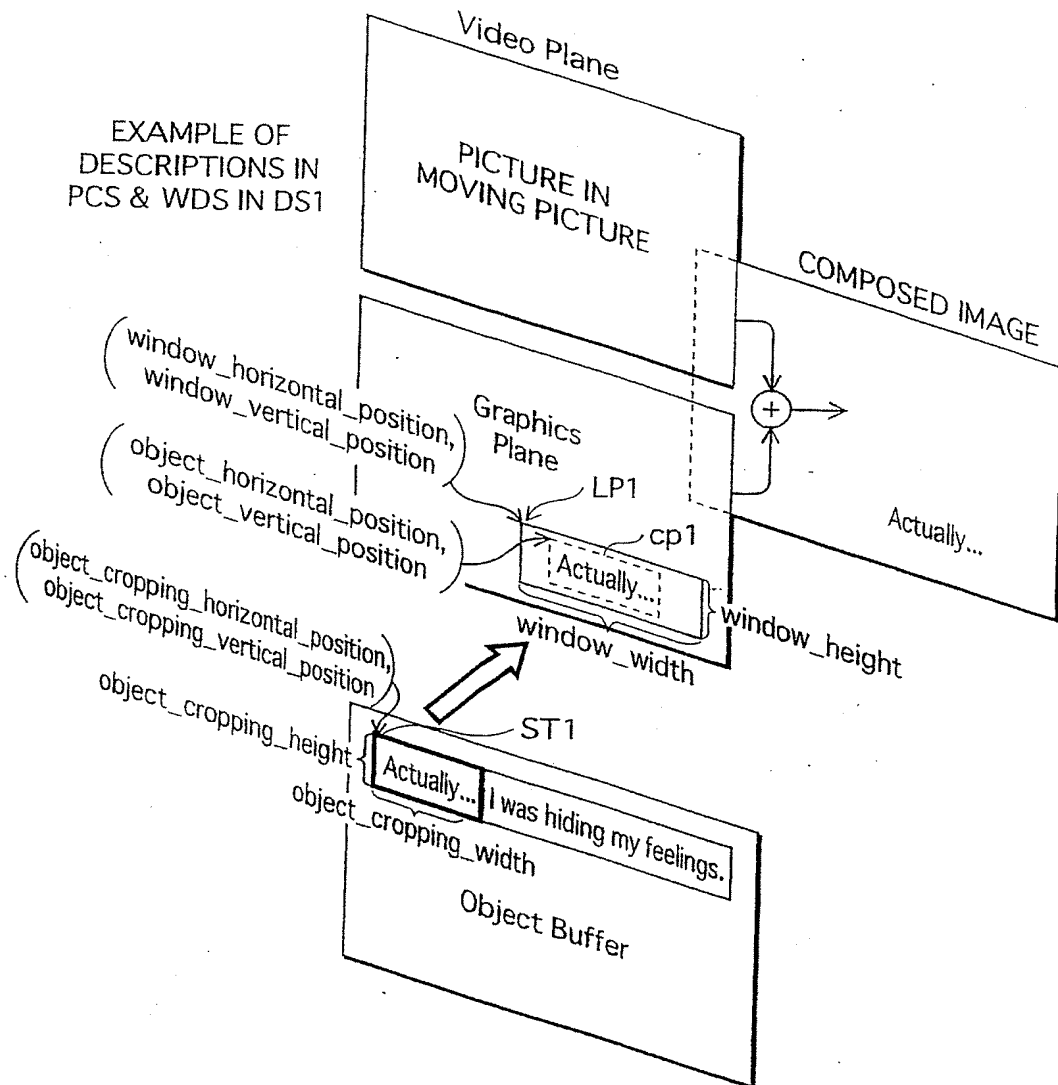 Video Plane
EXAMPLE OF
DESCRIPTIONS IN
PCS & WDS IN DS1
PICTURE IN
MOVING PICTURE
COMPOSED IMAGE
(window_horizontal_position,
window_vertical_position)
Graphics
Plane
(object_horizontal_position,
object_vertical_position)
LP1
cp1
Actually...
Actually...
+
window_width
window_height
(object_cropping_horizontal_position,
object_cropping_vertical_position)
object_cropping_height
ST1
Actually... I was hiding my feelings.
object_cropping_width
Object Buffer